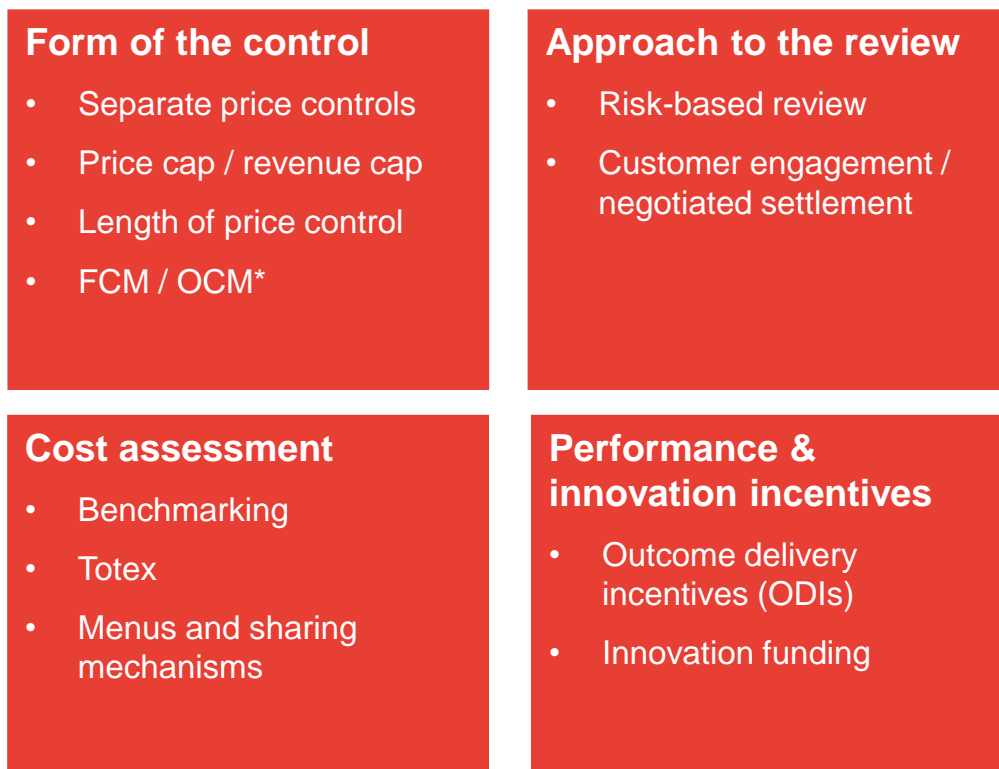 Form of the control
• Separate price controls
• Price cap / revenue cap
• Length of price control
• FCM / OCM*
Approach to the review
• Risk-based review
• Customer engagement /
negotiated settlement
Cost assessment
• Benchmarking
• Totex
• Menus and sharing
mechanisms
Performance &
innovation incentives
• Outcome delivery
incentives (ODIs)
• Innovation funding